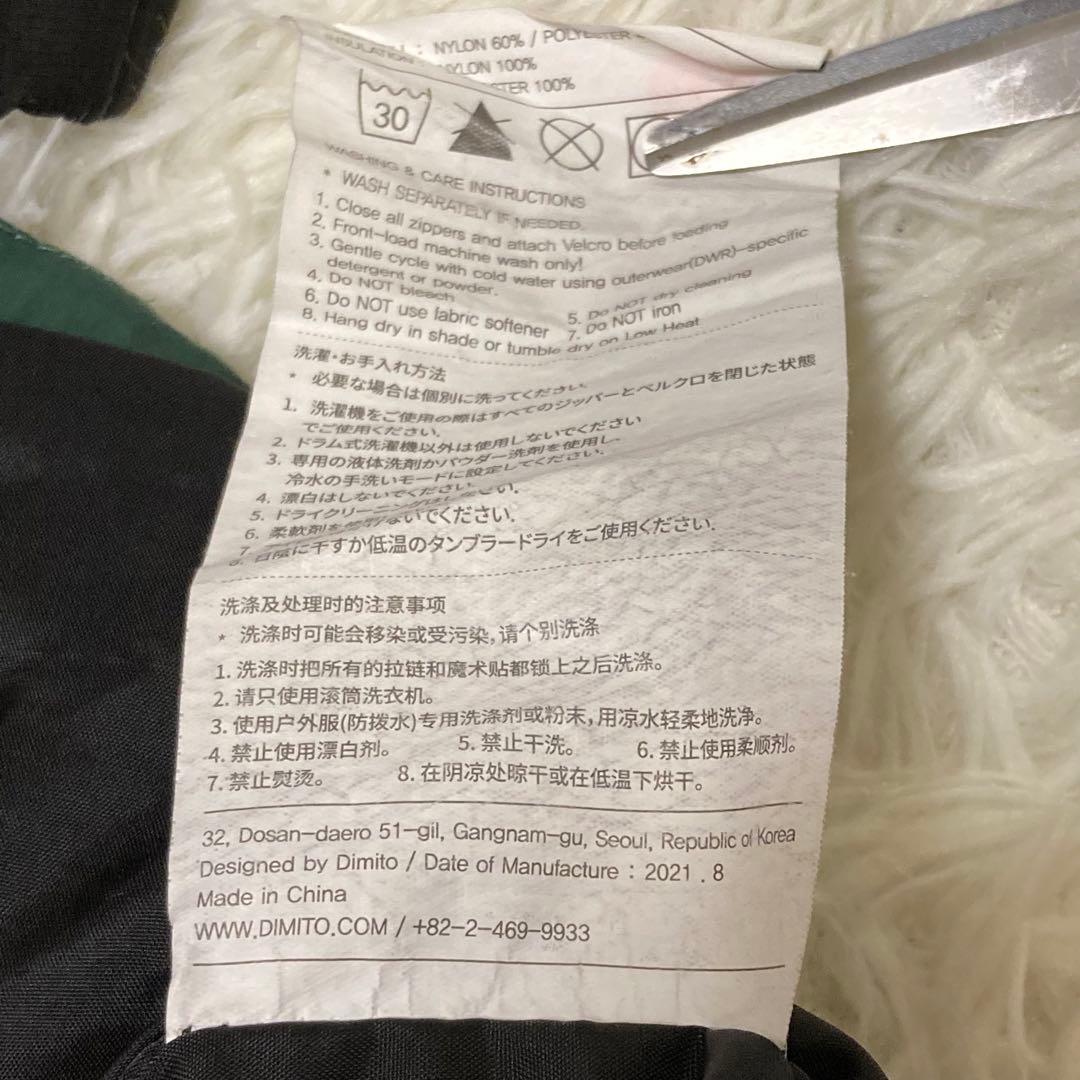 INSULATION : NYLON 60% / POLYESTER
NYLON 100%
100%
30
WASHING & CARE INSTRUCTIONS
* WASH SEPARATELY IF NEEDED.
1. Close all zippers and attach Velcro before loading
2. Front-load machine wash only!
3. Gentle cycle with cold water using outerwear(DWR)-specific
detergent or powder.
4. Do NOT bleach
5. Do NOT dry cleaning
6. Do NOT use fabric softener
7. Do NOT iron
8. Hang dry in shade or tumble dry on Low Heat
洗濯・お手入れ方法
* 必要な場合は個別に洗ってください.
1. 洗濯機をご使用の際はすべてのジッパーとベルクロを閉じた状態
でご使用ください.
2. ドラム式洗濯機以外は使用しないでください
3. 専用の液体洗剤かパウダー洗剤を使用し.
冷水の手洗いモードに設定してください.
4. 漂白はしないでください.
5. ドライクリーニング
6. 柔軟剤を ないでください.
7
8. 日陰に干すか低温のタンブラードライをご使用ください.
洗涤及处理时的注意事项
* 洗涤时可能会移染或受污染,请个别洗涤
1. 洗涤时把所有的拉链和魔术贴都锁上之后洗涤。
2. 请只使用滚筒洗衣机。
3. 使用户外服(防拨水)专用洗涤剂或粉末,用凉水轻柔地洗净。
4. 禁止使用漂白剂。 5. 禁止干洗。 6. 禁止使用柔顺剂。
7. 禁止熨烫。 8. 在阴凉处晾干或在低温下烘干。
32, Dosan-daero 51-gil, Gangnam-gu, Seoul, Republic of Korea
Designed by Dimito / Date of Manufacture : 2021 . 8
Made in China
WWW.DIMITO.COM / +82-2-469-9933